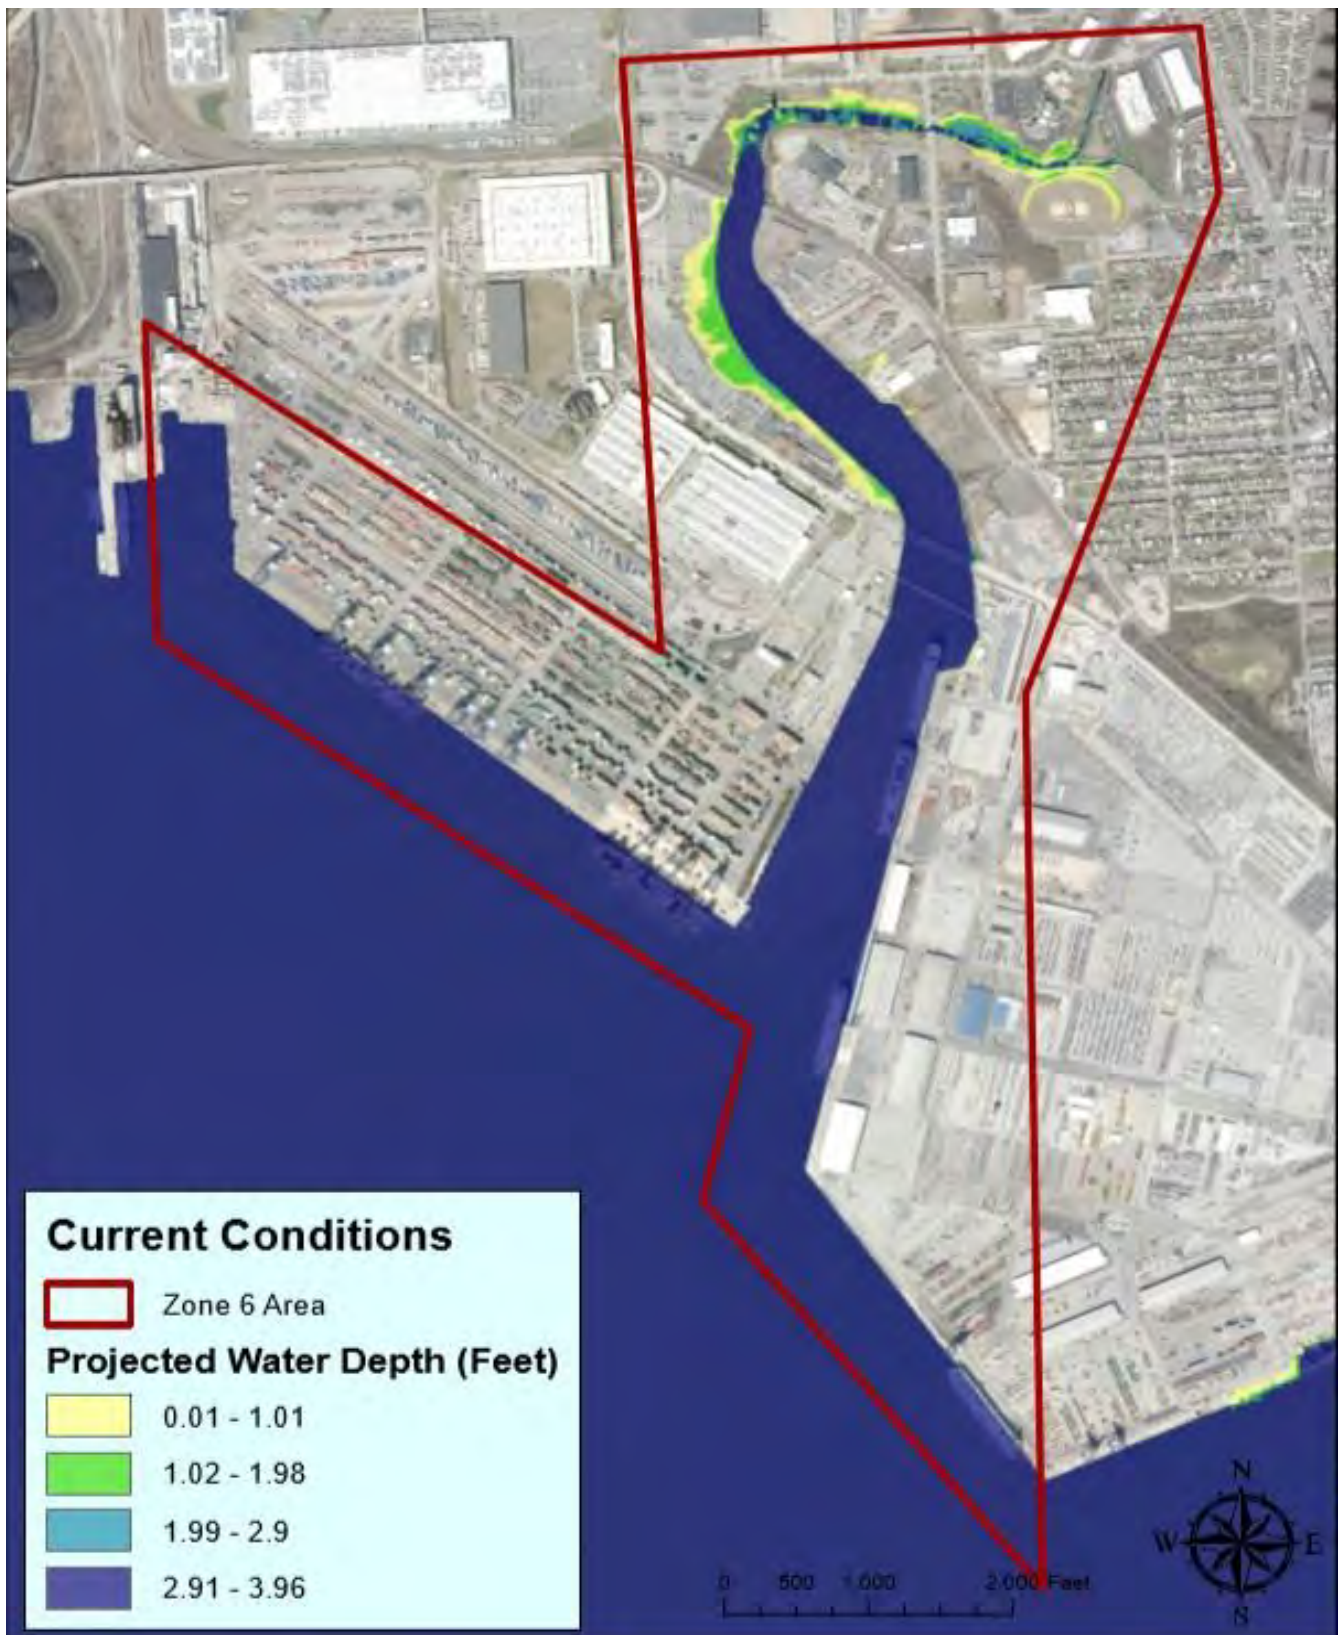 Current Conditions
Zone 6 Area
Projected Water Depth (Feet)
0.01 - 1.01
1.02 - 1.98
1.99 - 2.9
2.91 - 3.96
0 500 1,000 2,000 Feet
N
W E